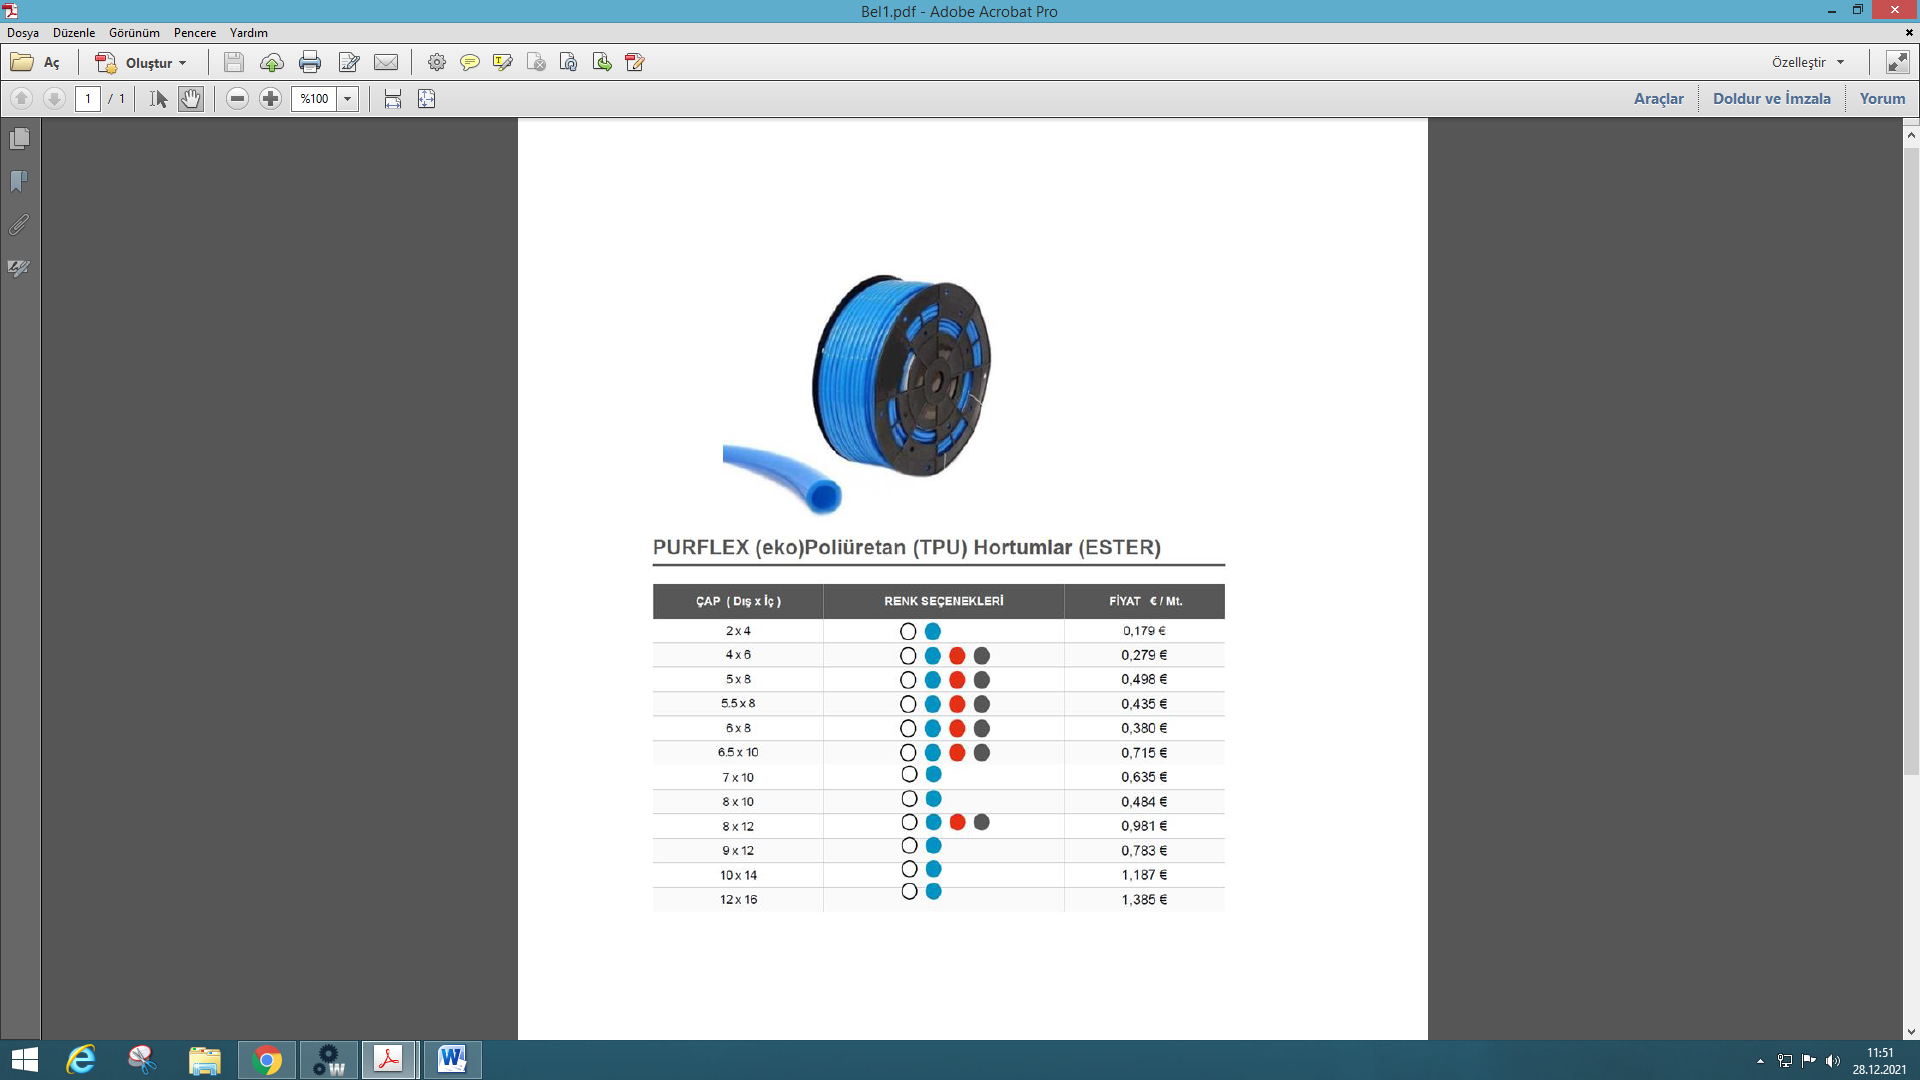 Bel1.pdf - Adobe Acrobat Pro
Dosya Düzenle Görünüm Pencere Yardım
Aç Oluştur Özelleştir
1 / 1 %100 Araçlar Doldur ve İmzala Yorum
PURFLEX (eko)Poliüretan (TPU) Hortumlar (ESTER)
ÇAP ( Dış x İç ) RENK SEÇENEKLERİ FİYAT € / Mt.
2 x 4 0,179 €
4 x 6 0,279 €
5 x 8 0,498 €
5.5 x 8 0,435 €
6 x 8 0,380 €
6.5 x 10 0,715 €
7 x 10 0,635 €
8 x 10 0,484 €
8 x 12 0,981 €
9 x 12 0,783 €
10 x 14 1,187 €
12 x 16 1,385 €
11:51
28.12.2021